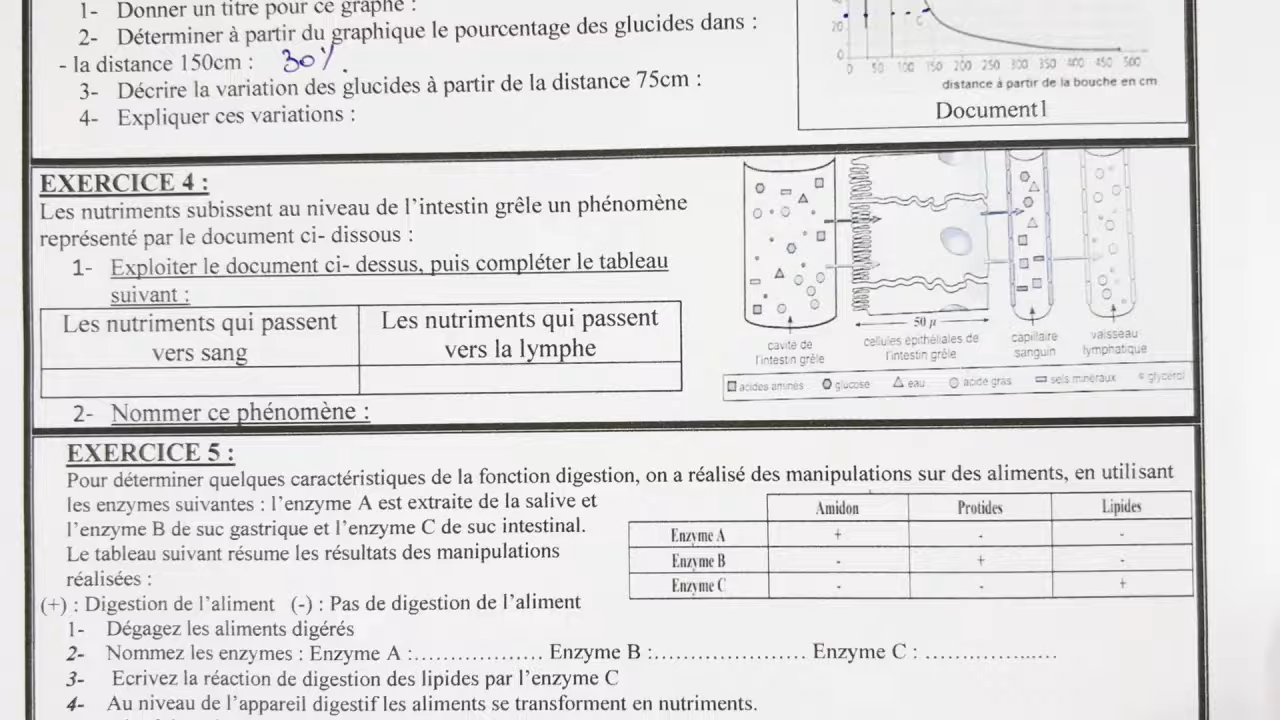 1- Donner un titre pour ce graphe :
2- Déterminer à partir du graphique le pourcentage des glucides dans :
- la distance 150cm : 30%.
3- Décrire la variation des glucides à partir de la distance 75cm :
4- Expliquer ces variations :
20
0
0 50 100 150 200 250 300 350 400 450 500
distance à partir de la bouche en cm
Document1
EXERCICE 4 :
Les nutriments subissent au niveau de l'intestin grêle un phénomène
représenté par le document ci- dissous :
1- Exploiter le document ci- dessus, puis compléter le tableau
suivant :
Les nutriments qui passent
vers sang
Les nutriments qui passent
vers la lymphe
2- Nommer ce phénomène :
50 µ
cavité de
l'intestin grêle
cellules épithéliales de
l'intestin grêle
capillaire
sanguin
vaisseau
lymphatique
acides aminés glucose eau acide gras sels minéraux glycérol
EXERCICE 5 :
Pour déterminer quelques caractéristiques de la fonction digestion, on a réalisé des manipulations sur des aliments, en utilisant
les enzymes suivantes : l'enzyme A est extraite de la salive et
l'enzyme B de suc gastrique et l'enzyme C de suc intestinal.
Le tableau suivant résume les résultats des manipulations
réalisées :
Amidon Protides Lipides
Enzyme A + - -
Enzyme B - + -
Enzyme C - - +
(+) : Digestion de l'aliment (-) : Pas de digestion de l'aliment
1- Dégagez les aliments digérés
2- Nommez les enzymes : Enzyme A :.................. Enzyme B :..................... Enzyme C : ...................
3- Ecrivez la réaction de digestion des lipides par l'enzyme C
4- Au niveau de l'appareil digestif les aliments se transforment en nutriments.